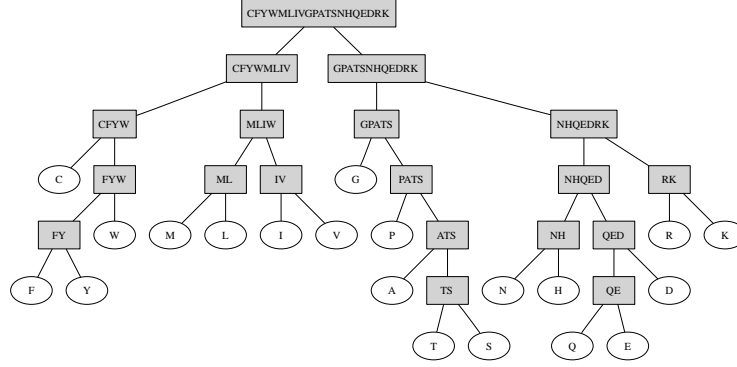 CFYWMLIVGPATSNHQEDRK
CFYWMLIV GPATSNHQEDRK
CFYW MLIW GPATS NHQEDRK
C FYW ML IV G PATS NHQED RK
FY W M L I V P ATS NH QED R K
F Y A TS N H QE D
T S Q E